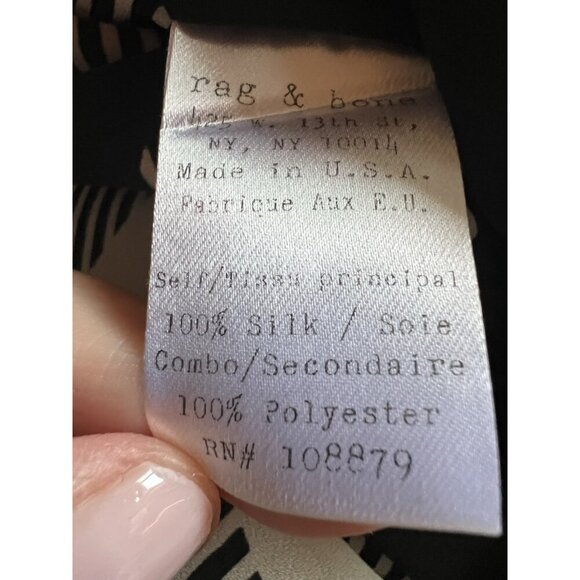 rag & bone
425 W. 13th St,
NY, NY 10014
Made in U.S.A.
Fabrique Aux E.U.
Self/Tissu principal
100% Silk / Soie
Combo/Secondaire
100% Polyester
RN# 108879